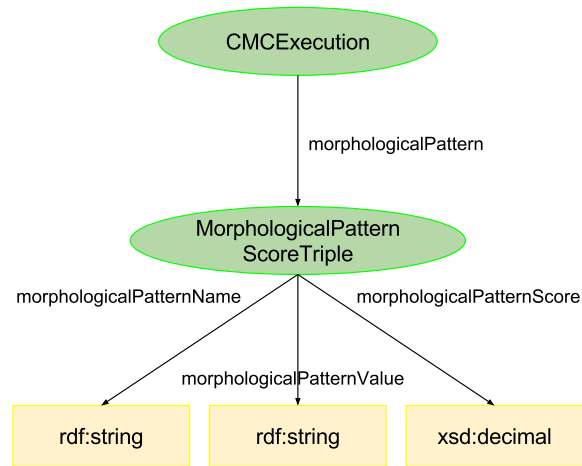 CMCExecution
morphologicalPattern
MorphologicalPattern
ScoreTriple
morphologicalPatternName
morphologicalPatternScore
morphologicalPatternValue
rdf:string
rdf:string
xsd:decimal